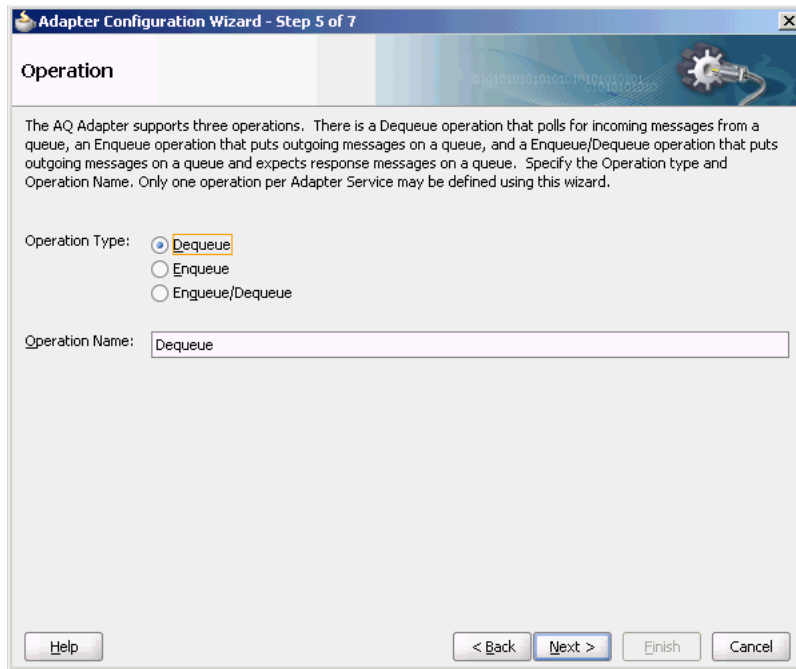 Adapter Configuration Wizard - Step 5 of 7
Operation
The AQ Adapter supports three operations. There is a Dequeue operation that polls for incoming messages from a
queue, an Enqueue operation that puts outgoing messages on a queue, and a Enqueue/Dequeue operation that puts
outgoing messages on a queue and expects response messages on a queue. Specify the Operation type and
Operation Name. Only one operation per Adapter Service may be defined using this wizard.
Operation Type:
Dequeue
Enqueue
Enqueue/Dequeue
Operation Name: Dequeue
Help < Back Next > Finish Cancel